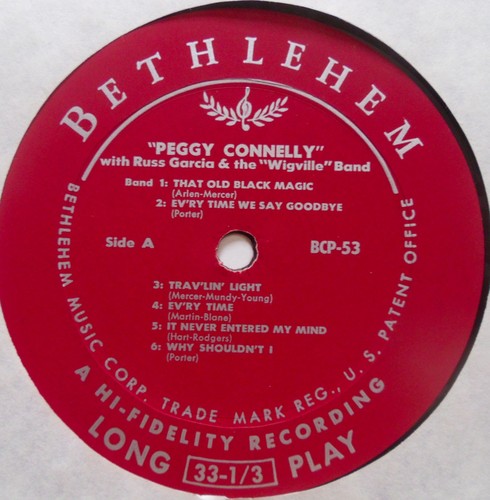 BETHLEHEM
"PEGGY CONNELLY"
with Russ Garcia & the "Wigville" Band
Band 1: THAT OLD BLACK MAGIC
(Arlen-Mercer)
2: EV'RY TIME WE SAY GOODBYE
(Porter)
Side A
BCP-53
3: TRAV'LIN' LIGHT
(Mercer-Mundy-Young)
4: EV'RY TIME
(Martin-Blane)
5: IT NEVER ENTERED MY MIND
(Hart-Rodgers)
6: WHY SHOULDN'T I
(Porter)
BETHLEHEM MUSIC CORP. TRADE MARK REG., U. S. PATENT OFFICE
A HI-FIDELITY RECORDING
LONG 33-1/3 PLAY